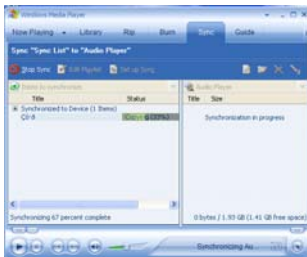 Windows Media Player
Now Playing Library Rip Burn Sync Guide
Sync "Sync List" to "Audio Player"
Stop Sync Edit Playlist Set up Sync
Items to synchronize Audio Player
Title Status Title Size
Synchronized to Device (1 Items)
Synchronization in progress
Synchronizing 67 percent complete 0 bytes / 1.93 GB (1.41 GB free space)
Synchronizing Au...